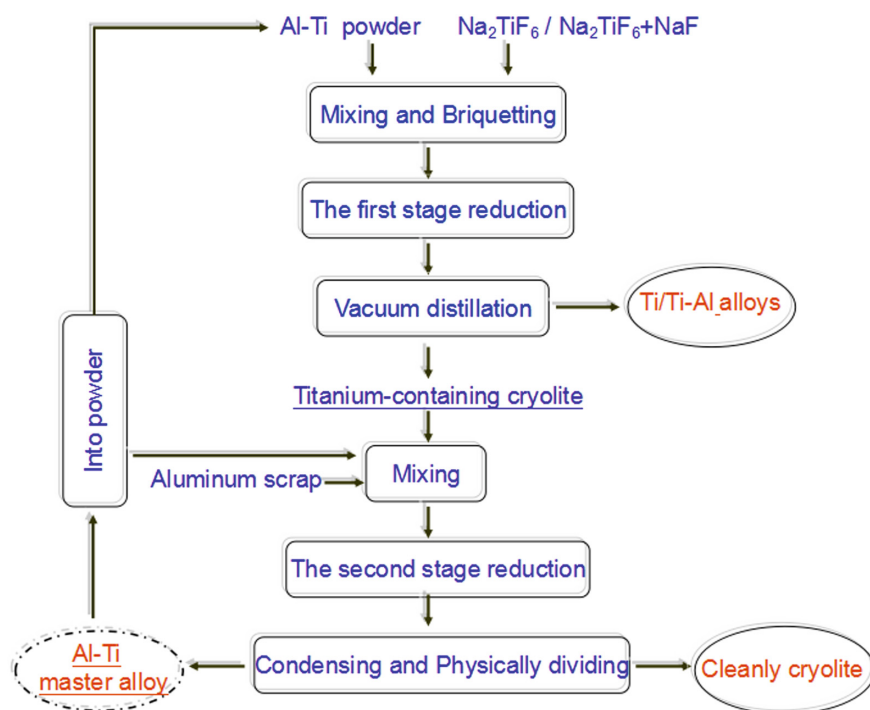 Al-Ti powder
Na₂TiF₆ / Na₂TiF₆+NaF
Mixing and Briquetting
The first stage reduction
Vacuum distillation
Ti/Ti-Al alloys
Titanium-containing cryolite
Into powder
Aluminum scrap
Mixing
The second stage reduction
Al-Ti
master alloy
Condensing and Physically dividing
Cleanly cryolite